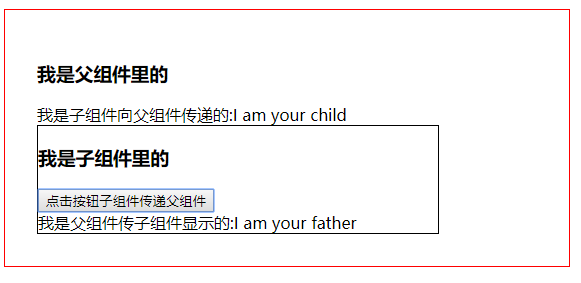 我是父组件里的
我是子组件向父组件传递的:I am your child
我是子组件里的
点击按钮子组件传递父组件
我是父组件传子组件显示的:I am your father